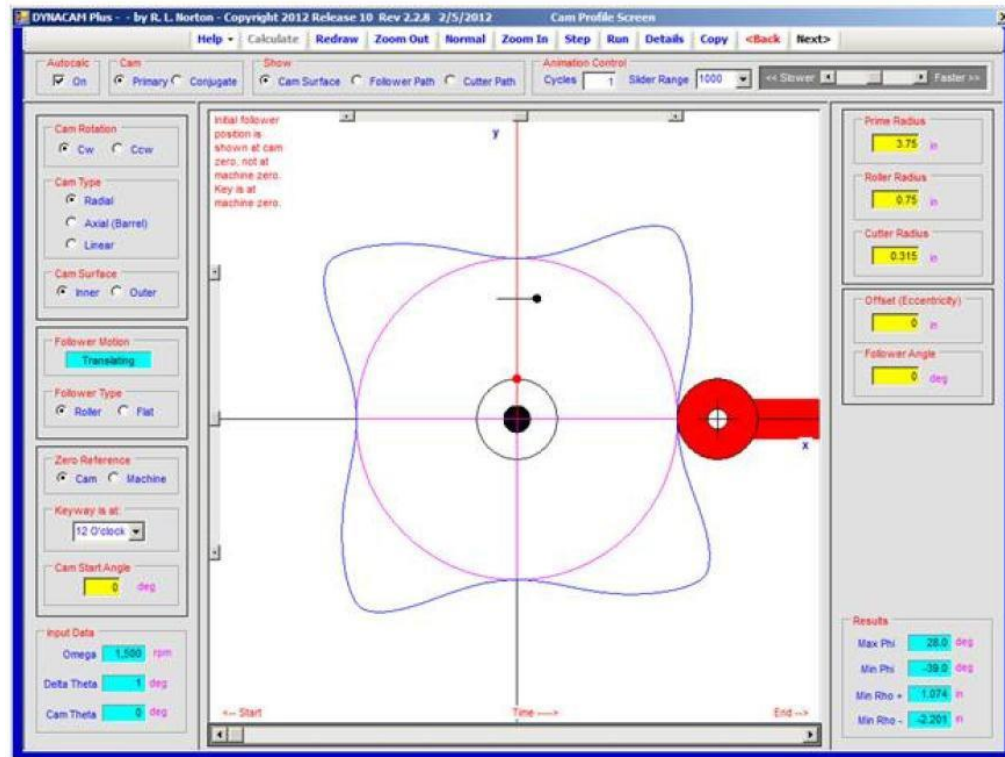 DYNACAM Plus - - by R. L. Norton - Copyright 2012 Release 10 Rev 2.2.8 2/5/2012 Cam Profile Screen
Help Calculate Redraw Zoom Out Normal Zoom In Step Run Details Copy <Back Next>
Autocalc
On
Cam
Primary Conjugate
Show
Cam Surface Follower Path Cutter Path
Animation Control
Cycles 1 Slider Range 1000
<< Slower Faster >>
Cam Rotation
Cw Ccw
Cam Type
Radial
Axial (Barrel)
Linear
Cam Surface
Inner Outer
Follower Motion
Translating
Follower Type
Roller Flat
Zero Reference
Cam Machine
Keyway is at:
12 O'clock
Cam Start Angle
0 deg
Input Data
Omega 1,500 rpm
Delta Theta 1 deg
Cam Theta 0 deg
Initial follower
position is
shown at cam
zero, not at
machine zero.
Key is at
machine zero.
y
x
<-- Start Time ----> End -->
Prime Radius
3.75 in
Roller Radius
0.75 in
Cutter Radius
0.315 in
Offset (Eccentricity)
0 in
Follower Angle
0 deg
Results
Max Phi 28.0 deg
Min Phi -39.0 deg
Min Rho + 1.074 in
Min Rho - -2.201 in